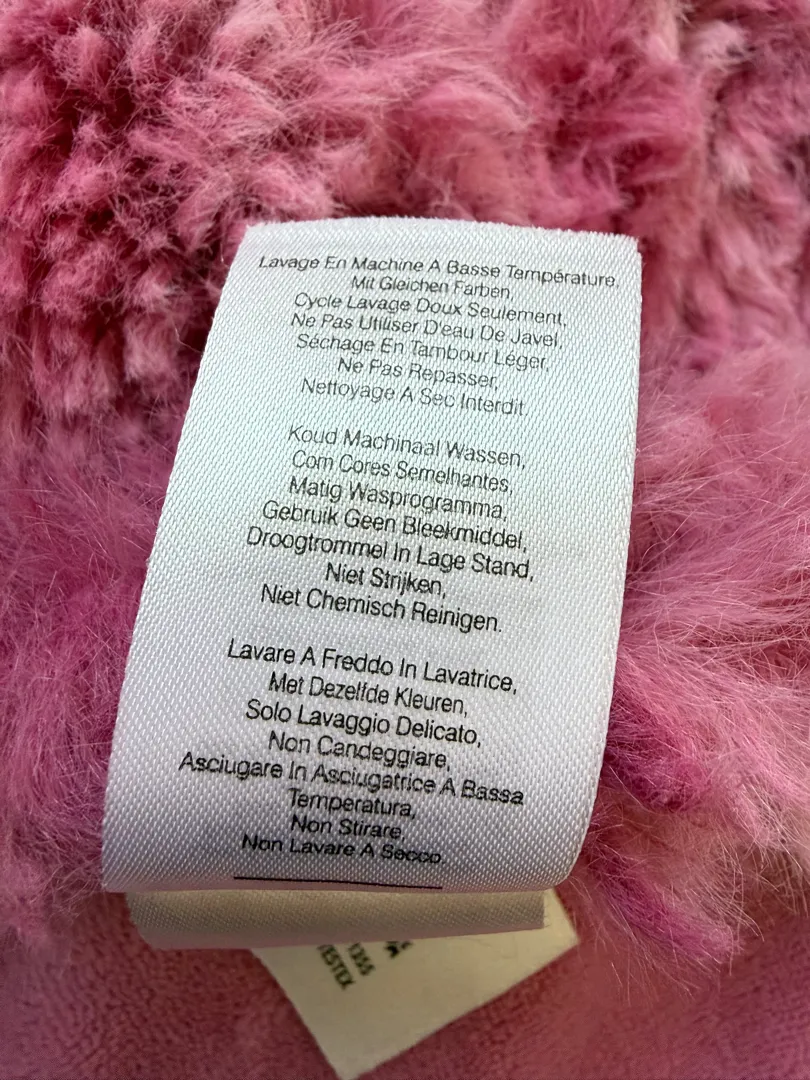 Lavage En Machine A Basse Température,
Mit Gleichen Farben,
Cycle Lavage Doux Seulement,
Ne Pas Utiliser D'eau De Javel,
Séchage En Tambour Léger,
Ne Pas Repasser,
Nettoyage A Sec Interdit
Koud Machinaal Wassen,
Com Cores Semelhantes,
Matig Wasprogramma,
Gebruik Geen Bleekmiddel,
Droogtrommel In Lage Stand,
Niet Strijken,
Niet Chemisch Reinigen.
Lavare A Freddo In Lavatrice,
Met Dezelfde Kleuren,
Solo Lavaggio Delicato,
Non Candeggiare,
Asciugare In Asciugatrice A Bassa
Temperatura,
Non Stirare,
Non Lavare A Secco
1355